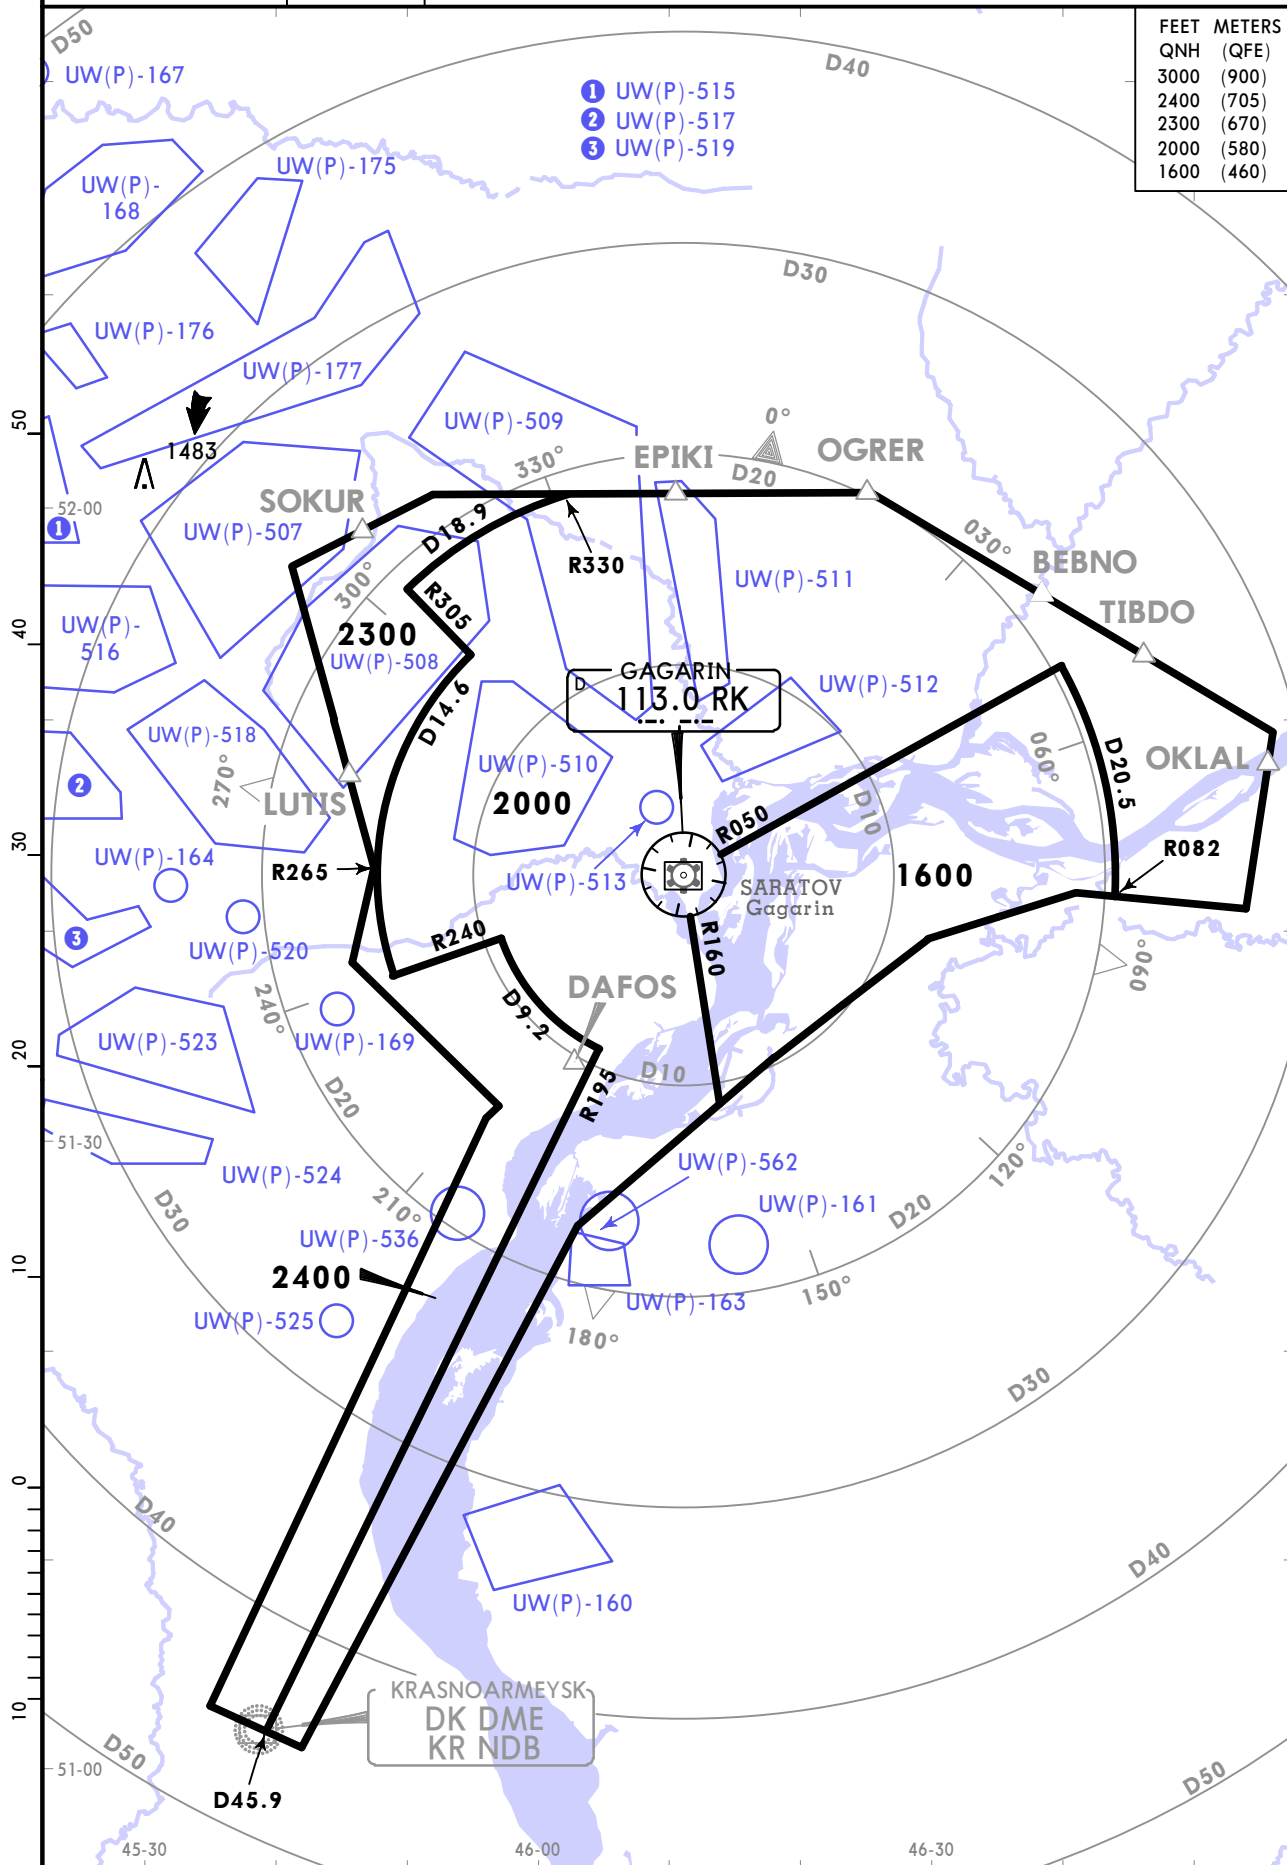 D50
D40
FEET METERS
QNH (QFE)
3000 (900)
2400 (705)
2300 (670)
2000 (580)
1600 (460)
UW(P)-167
1 UW(P)-515
2 UW(P)-517
3 UW(P)-519
UW(P)-175
UW(P)-
168
D30
UW(P)-176
UW(P)-177
UW(P)-509
0°
50
1483
330°
EPIKI
D20
OGRER
SOKUR
52-00
1
UW(P)-507
D18.9
030°
R330
BEBNO
300°
UW(P)-511
R305
TIBDO
40
UW(P)-
516
2300
UW(P)-508
GAGARIN
D 113.0 RK
UW(P)-512
D14.6
UW(P)-518
060°
270°
UW(P)-510
OKLAL
2
D20.5
LUTIS
2000
D10
R050
30
UW(P)-164
R265
R082
UW(P)-513
1600
SARATOV
Gagarin
3
UW(P)-520
R240
R160
090°
DAFOS
240°
D9.2
UW(P)-523
UW(P)-169
20
D10
D20
R195
51-30
UW(P)-524
UW(P)-562
120°
D30
210°
UW(P)-161
D20
UW(P)-536
10
2400
150°
UW(P)-163
UW(P)-525
180°
D30
0
D40
D40
UW(P)-160
10
KRASNOARMEYSK
DK DME
KR NDB
D50
51-00
D50
D45.9
45-30
46-00
46-30